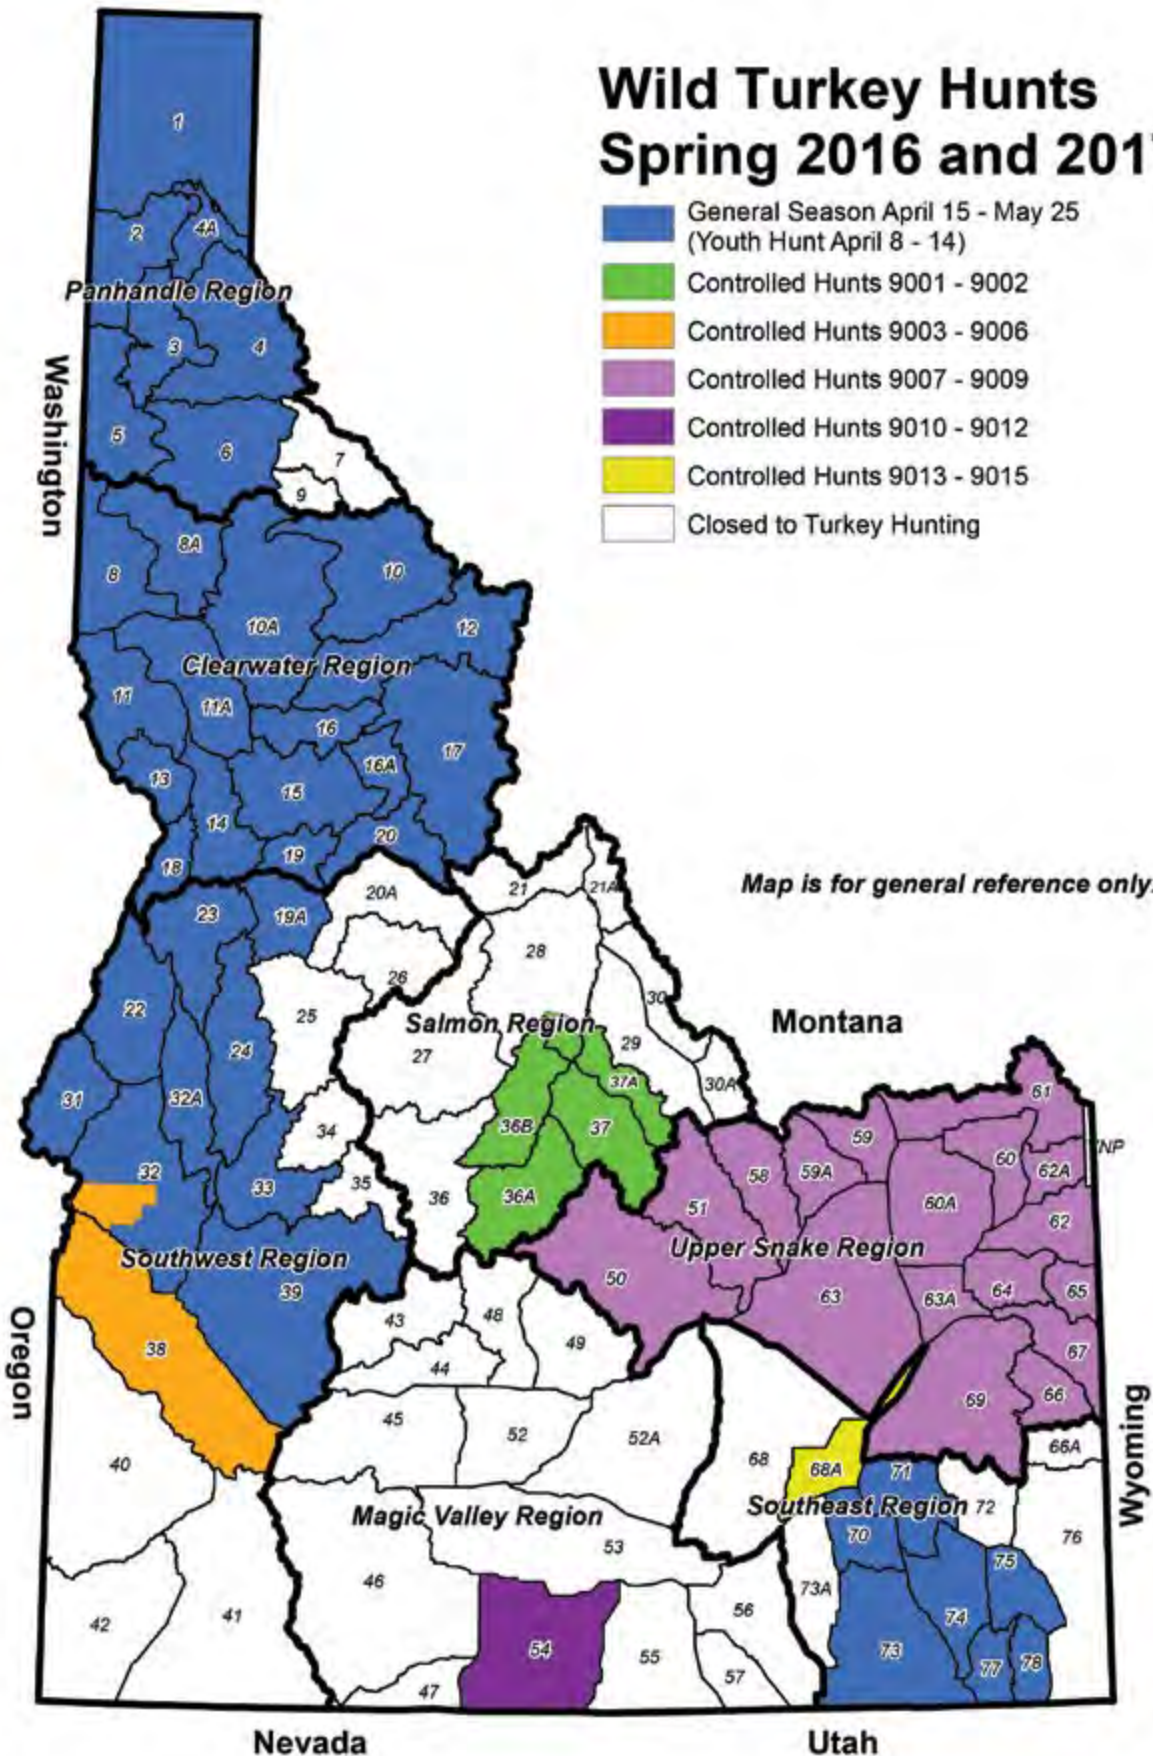 Wild Turkey Hunts
Spring 2016 and 201
General Season April 15 - May 25
(Youth Hunt April 8 - 14)
Controlled Hunts 9001 - 9002
Controlled Hunts 9003 - 9006
Controlled Hunts 9007 - 9009
Controlled Hunts 9010 - 9012
Controlled Hunts 9013 - 9015
Closed to Turkey Hunting
1
2
4A
Panhandle Region
3
4
Washington
5
6
7
9
8A
8
10
10A
12
Clearwater Region
11
11A
16
17
16A
13
15
14
20
19
18
Map is for general reference only.
20A
21
21A
23
19A
28
26
30
22
25
Salmon Region
Montana
27
29
24
37A
30A
31
32A
61
36B
37
34
59
60
NP
32
33
35
36
36A
58
59A
62A
51
60A
62
Southwest Region
Upper Snake Region
39
50
63
63A
64
65
Oregon
43
48
49
38
44
67
66
69
45
52
52A
40
68
68A
71
66A
Wyoming
Magic Valley Region
Southeast Region
72
70
76
53
75
46
73A
56
74
42
41
54
55
73
77
78
57
47
Nevada
Utah